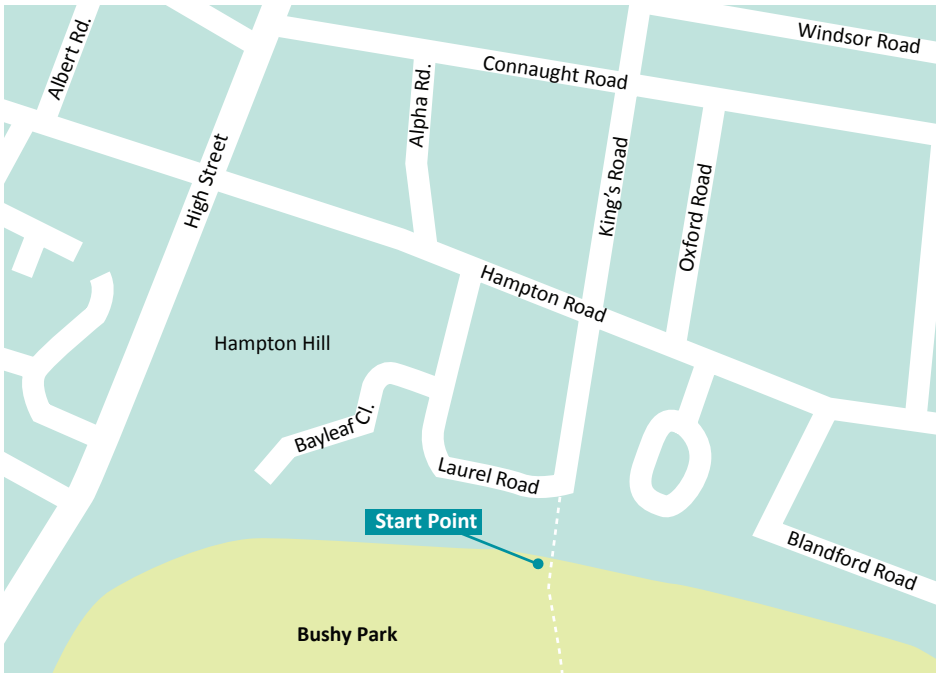 Windsor Road
Albert Rd.
Connaught Road
Alpha Rd.
High Street
King's Road
Oxford Road
Hampton Road
Hampton Hill
Bayleaf Cl.
Laurel Road
Start Point
Blandford Road
Bushy Park